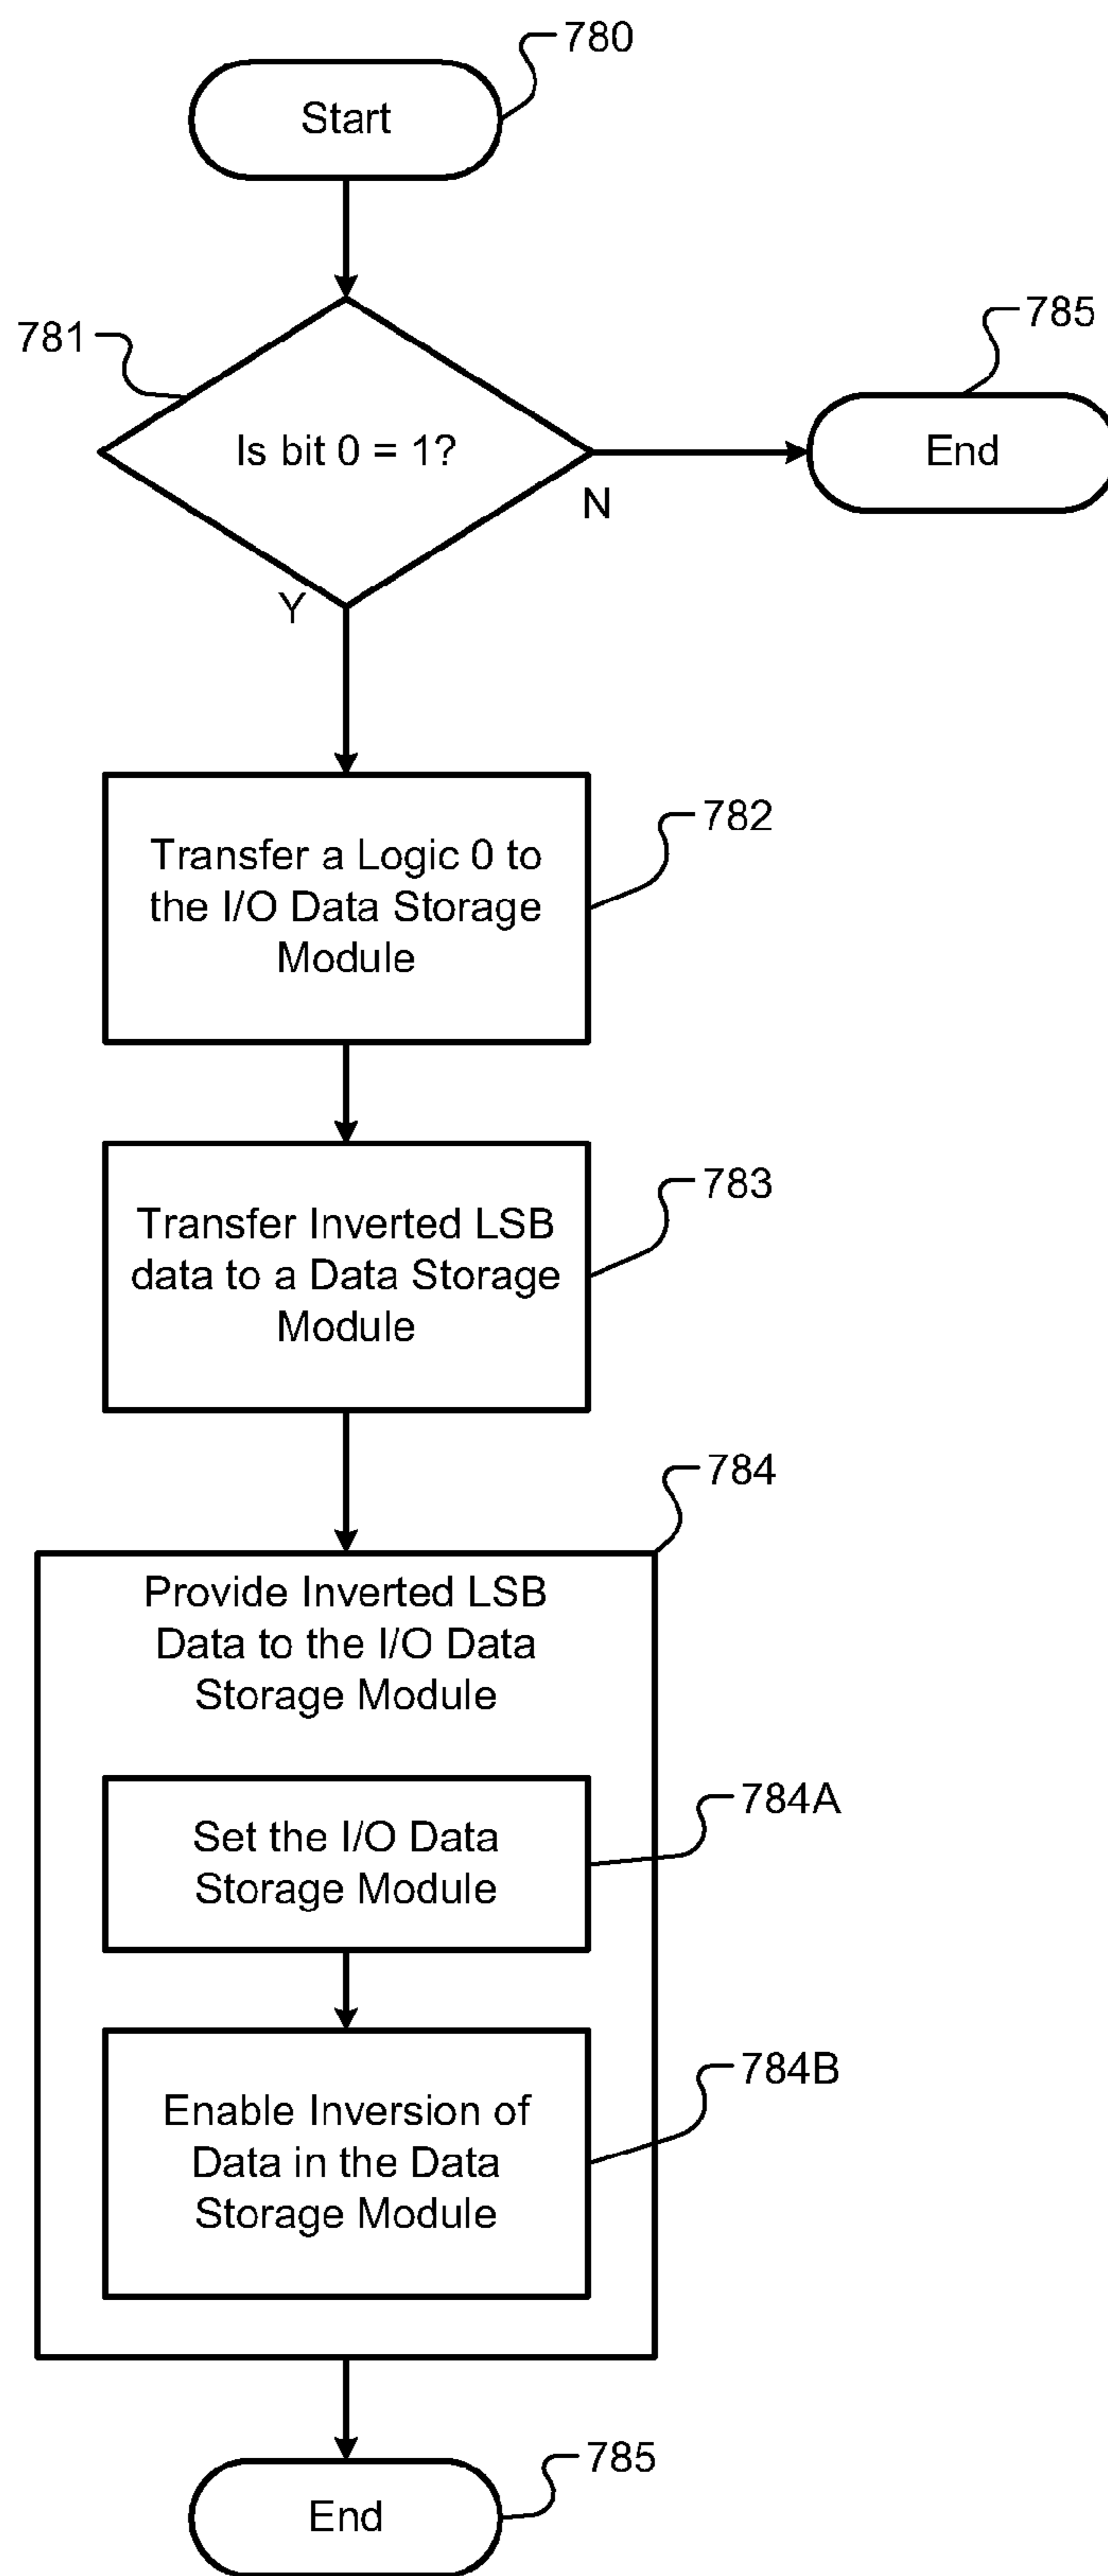 780
Start
781
Is bit 0 = 1?
785
End
N
Y
782
Transfer a Logic 0 to
the I/O Data Storage
Module
783
Transfer Inverted LSB
data to a Data Storage
Module
784
Provide Inverted LSB
Data to the I/O Data
Storage Module
784A
Set the I/O Data
Storage Module
784B
Enable Inversion of
Data in the Data
Storage Module
785
End